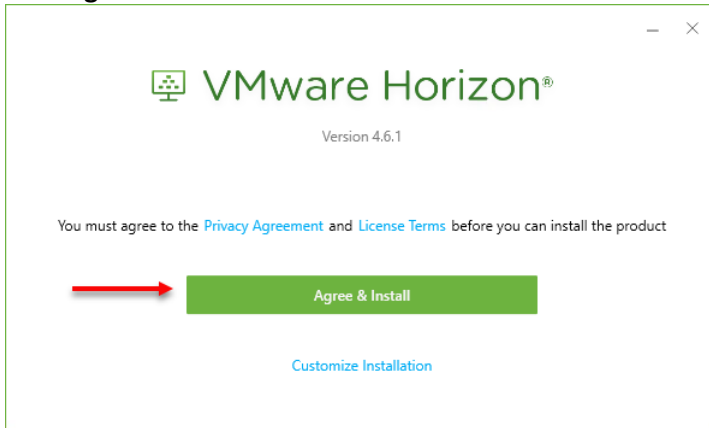 VMware Horizon®
Version 4.6.1
You must agree to the Privacy Agreement and License Terms before you can install the product
Agree & Install
Customize Installation